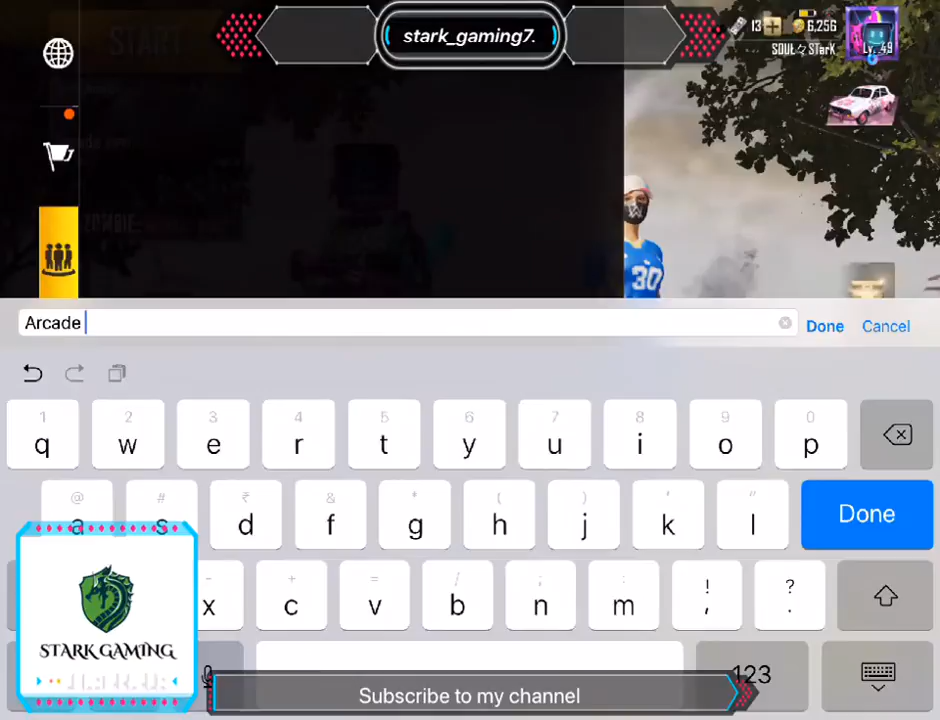 stark_gaming7.
13
6,256
SOUL々STarK
Lv. 49
ZOMBIE
30
Arcade
Done
Cancel
1 2 3 4 5 6 7 8 9 0
q w e r t y u i o p
@ # ₹ & * ( ) ' "
a s d f g h j k l
Done
- + = / ; : ! ?
x c v b n m , .
STARK GAMING
123
Subscribe to my channel